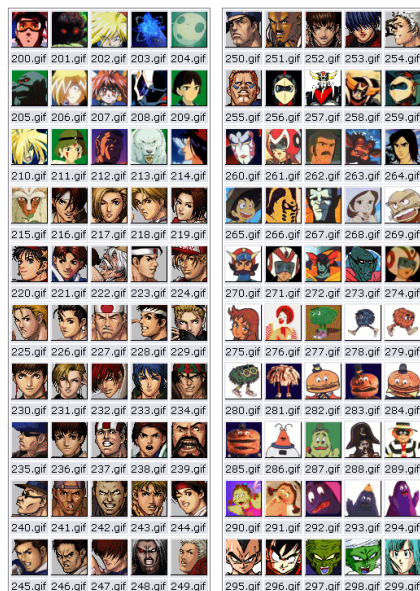 200.gif 201.gif 202.gif 203.gif 204.gif
205.gif 206.gif 207.gif 208.gif 209.gif
210.gif 211.gif 212.gif 213.gif 214.gif
215.gif 216.gif 217.gif 218.gif 219.gif
220.gif 221.gif 222.gif 223.gif 224.gif
225.gif 226.gif 227.gif 228.gif 229.gif
230.gif 231.gif 232.gif 233.gif 234.gif
235.gif 236.gif 237.gif 238.gif 239.gif
240.gif 241.gif 242.gif 243.gif 244.gif
245.gif 246.gif 247.gif 248.gif 249.gif
250.gif 251.gif 252.gif 253.gif 254.gif
255.gif 256.gif 257.gif 258.gif 259.gif
260.gif 261.gif 262.gif 263.gif 264.gif
265.gif 266.gif 267.gif 268.gif 269.gif
270.gif 271.gif 272.gif 273.gif 274.gif
275.gif 276.gif 277.gif 278.gif 279.gif
280.gif 281.gif 282.gif 283.gif 284.gif
285.gif 286.gif 287.gif 288.gif 289.gif
290.gif 291.gif 292.gif 293.gif 294.gif
295.gif 296.gif 297.gif 298.gif 299.gif